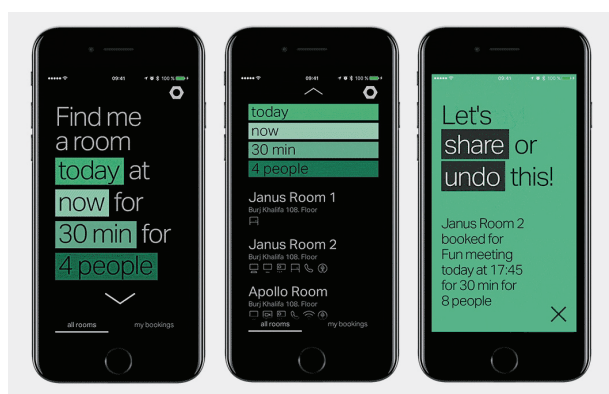 09:41
100 %
Find me
a room
today at
now for
30 min for
4 people
all rooms
my bookings
09:41
100 %
today
now
30 min
4 people
Janus Room 1
Burj Khalifa 108. Floor
Janus Room 2
Burj Khalifa 108. Floor
Apollo Room
Burj Khalifa 108. Floor
all rooms
my bookings
09:41
100 %
Let's
share or
undo this!
Janus Room 2
booked for
Fun meeting
today at 17:45
for 30 min for
8 people